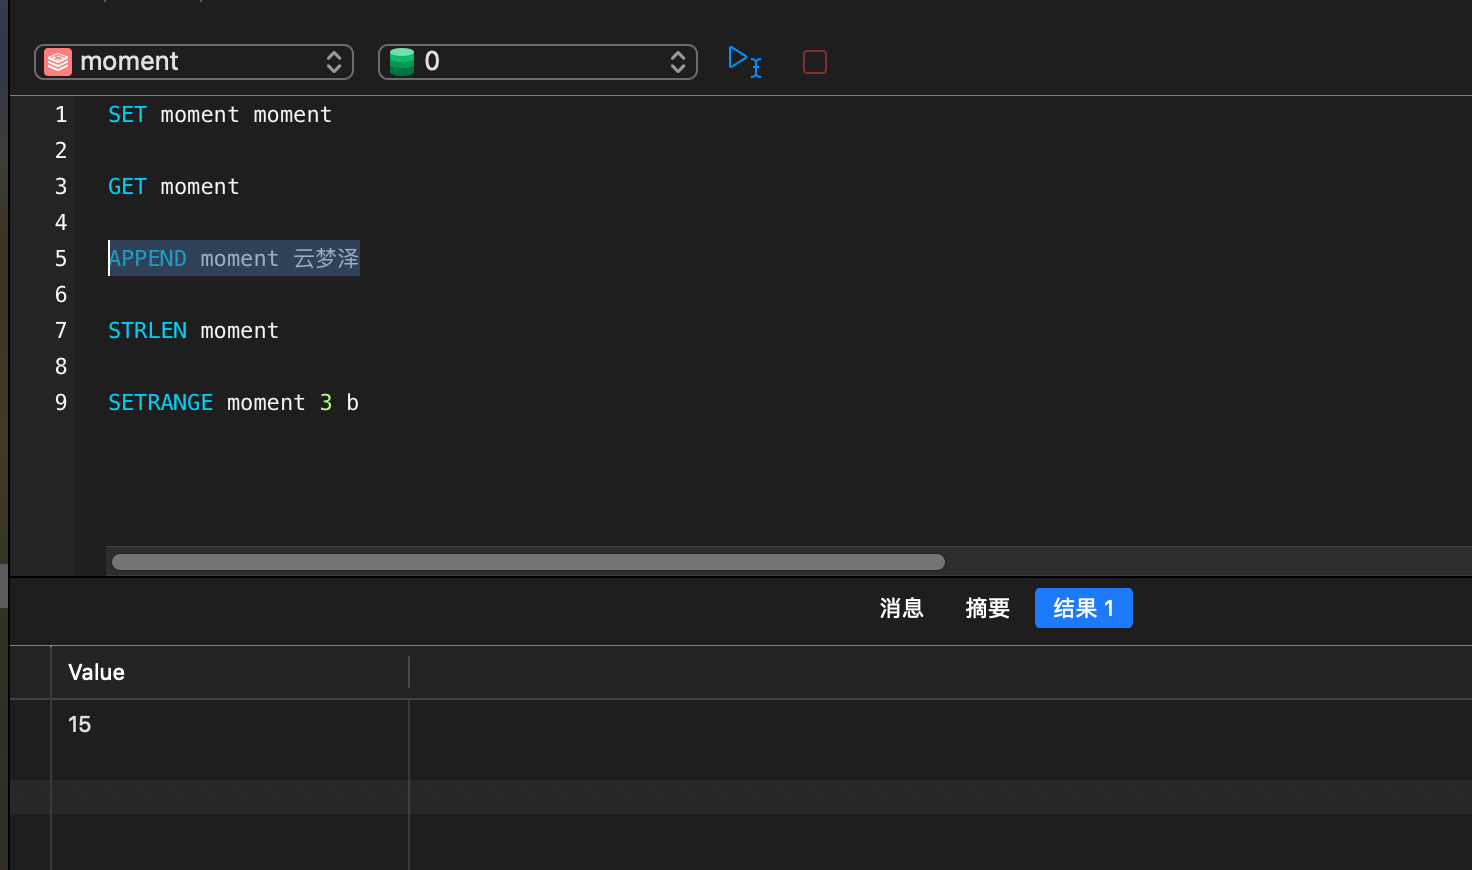 moment 0
1 SET moment moment
2
3 GET moment
4
5 APPEND moment 云梦泽
6
7 STRLEN moment
8
9 SETRANGE moment 3 b
消息 摘要 结果 1
Value
15